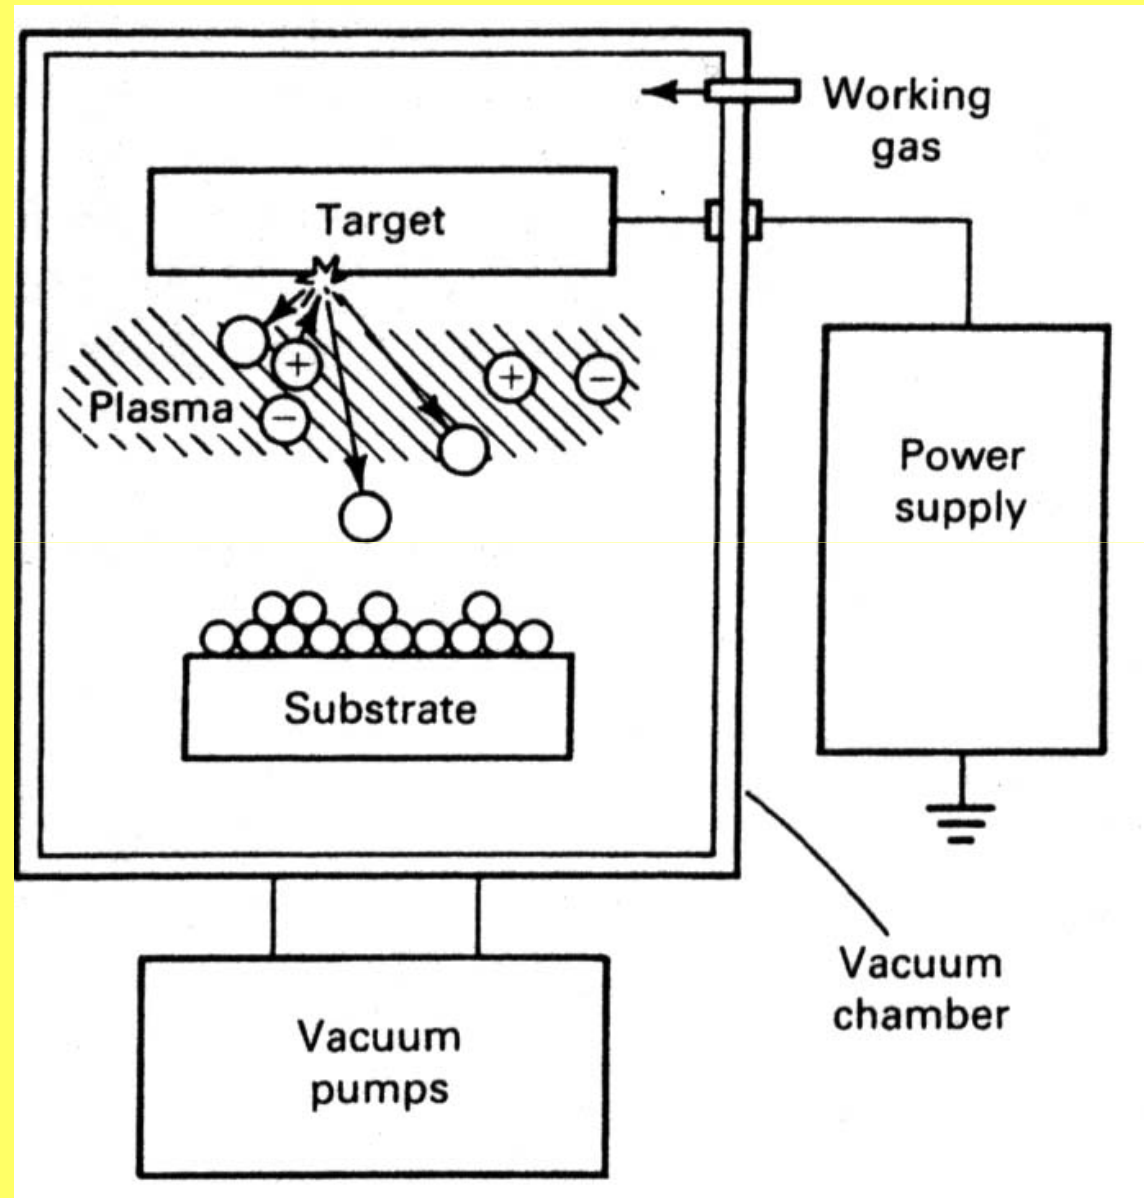 Working
gas
Target
+
+
−
Plasma
−
Power
supply
Substrate
Vacuum
chamber
Vacuum
pumps